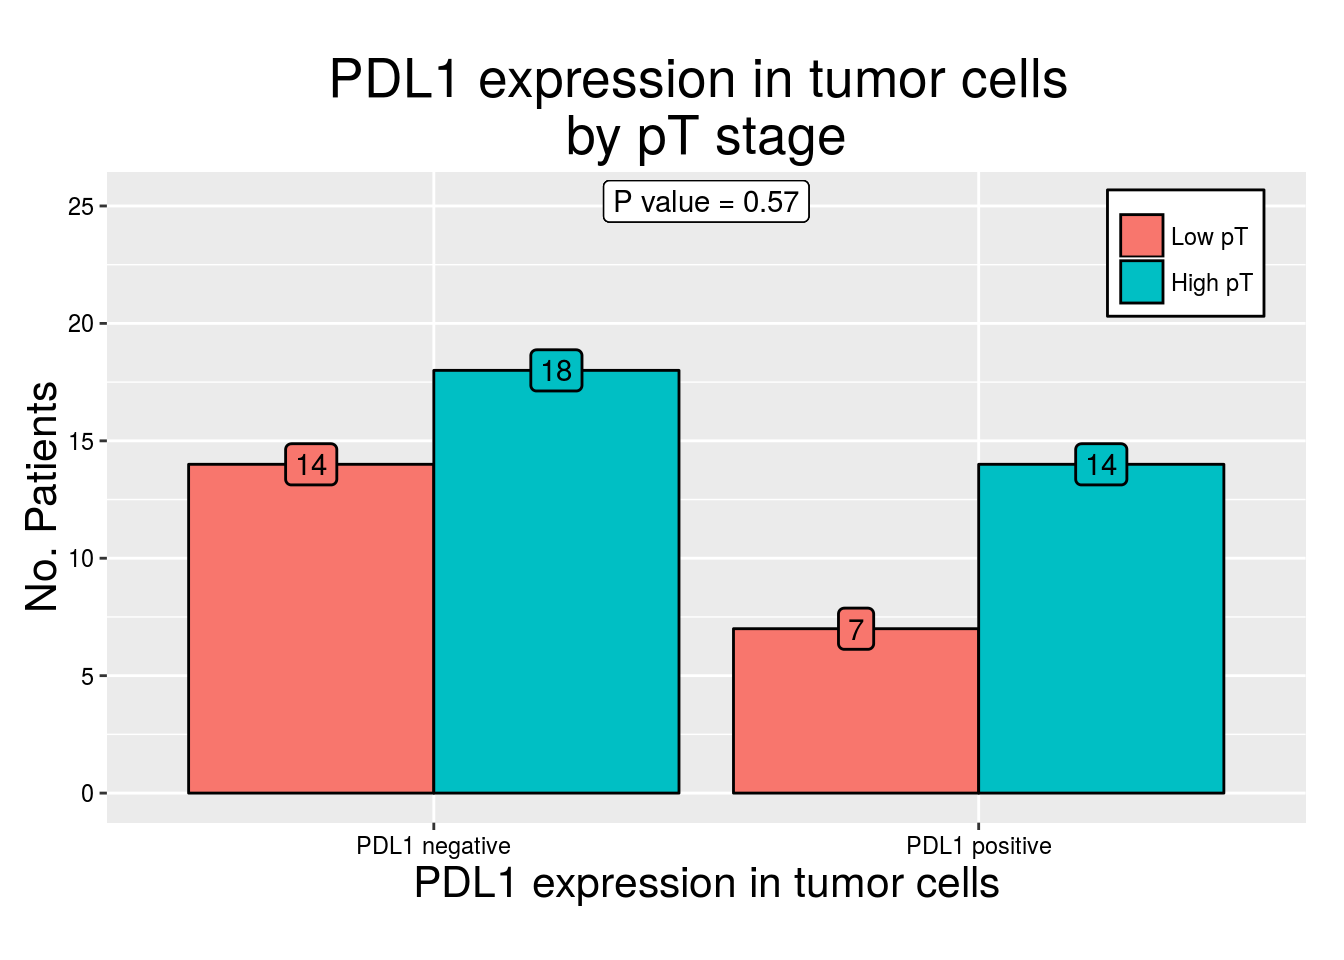 PDL1 expression in tumor cells
by pT stage
P value = 0.57
Low pT
High pT
No. Patients
25
20
15
10
5
0
14
18
7
14
PDL1 negative
PDL1 positive
PDL1 expression in tumor cells